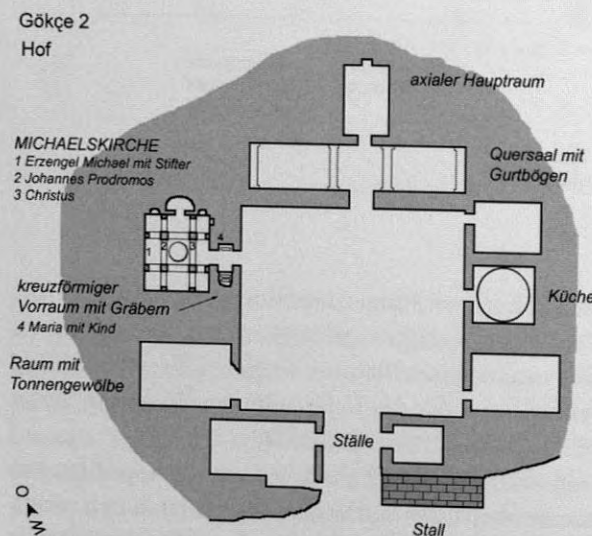 Gökçe 2
Hof
axialer Hauptraum
MICHAELSKIRCHE
1 Erzengel Michael mit Stifter
2 Johannes Prodromos
3 Christus
Quersaal mit
Gurtbögen
4
1 2 3
kreuzförmiger
Vorraum mit Gräbern
4 Maria mit Kind
Küche
Raum mit
Tonnengewölbe
Ställe
Stall
O
M